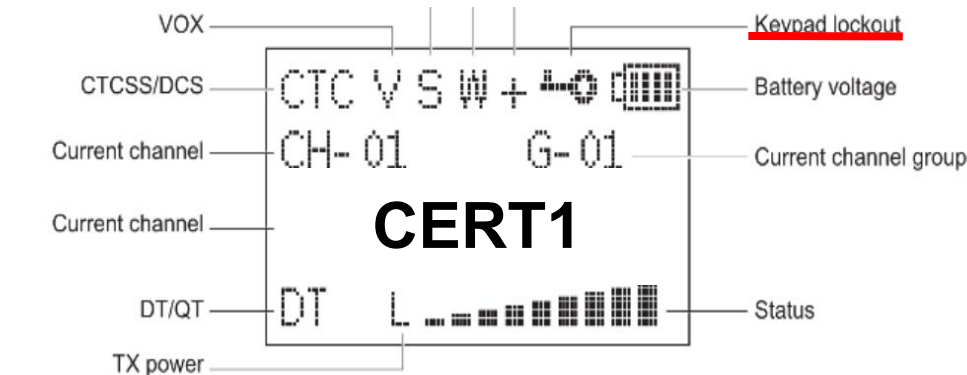 VOX
Keypad lockout
CTCSS/DCS
CTC V S W +
Battery voltage
Current channel
CH-01 G-01
Current channel group
Current channel
CERT1
DT/QT
DT L
Status
TX power